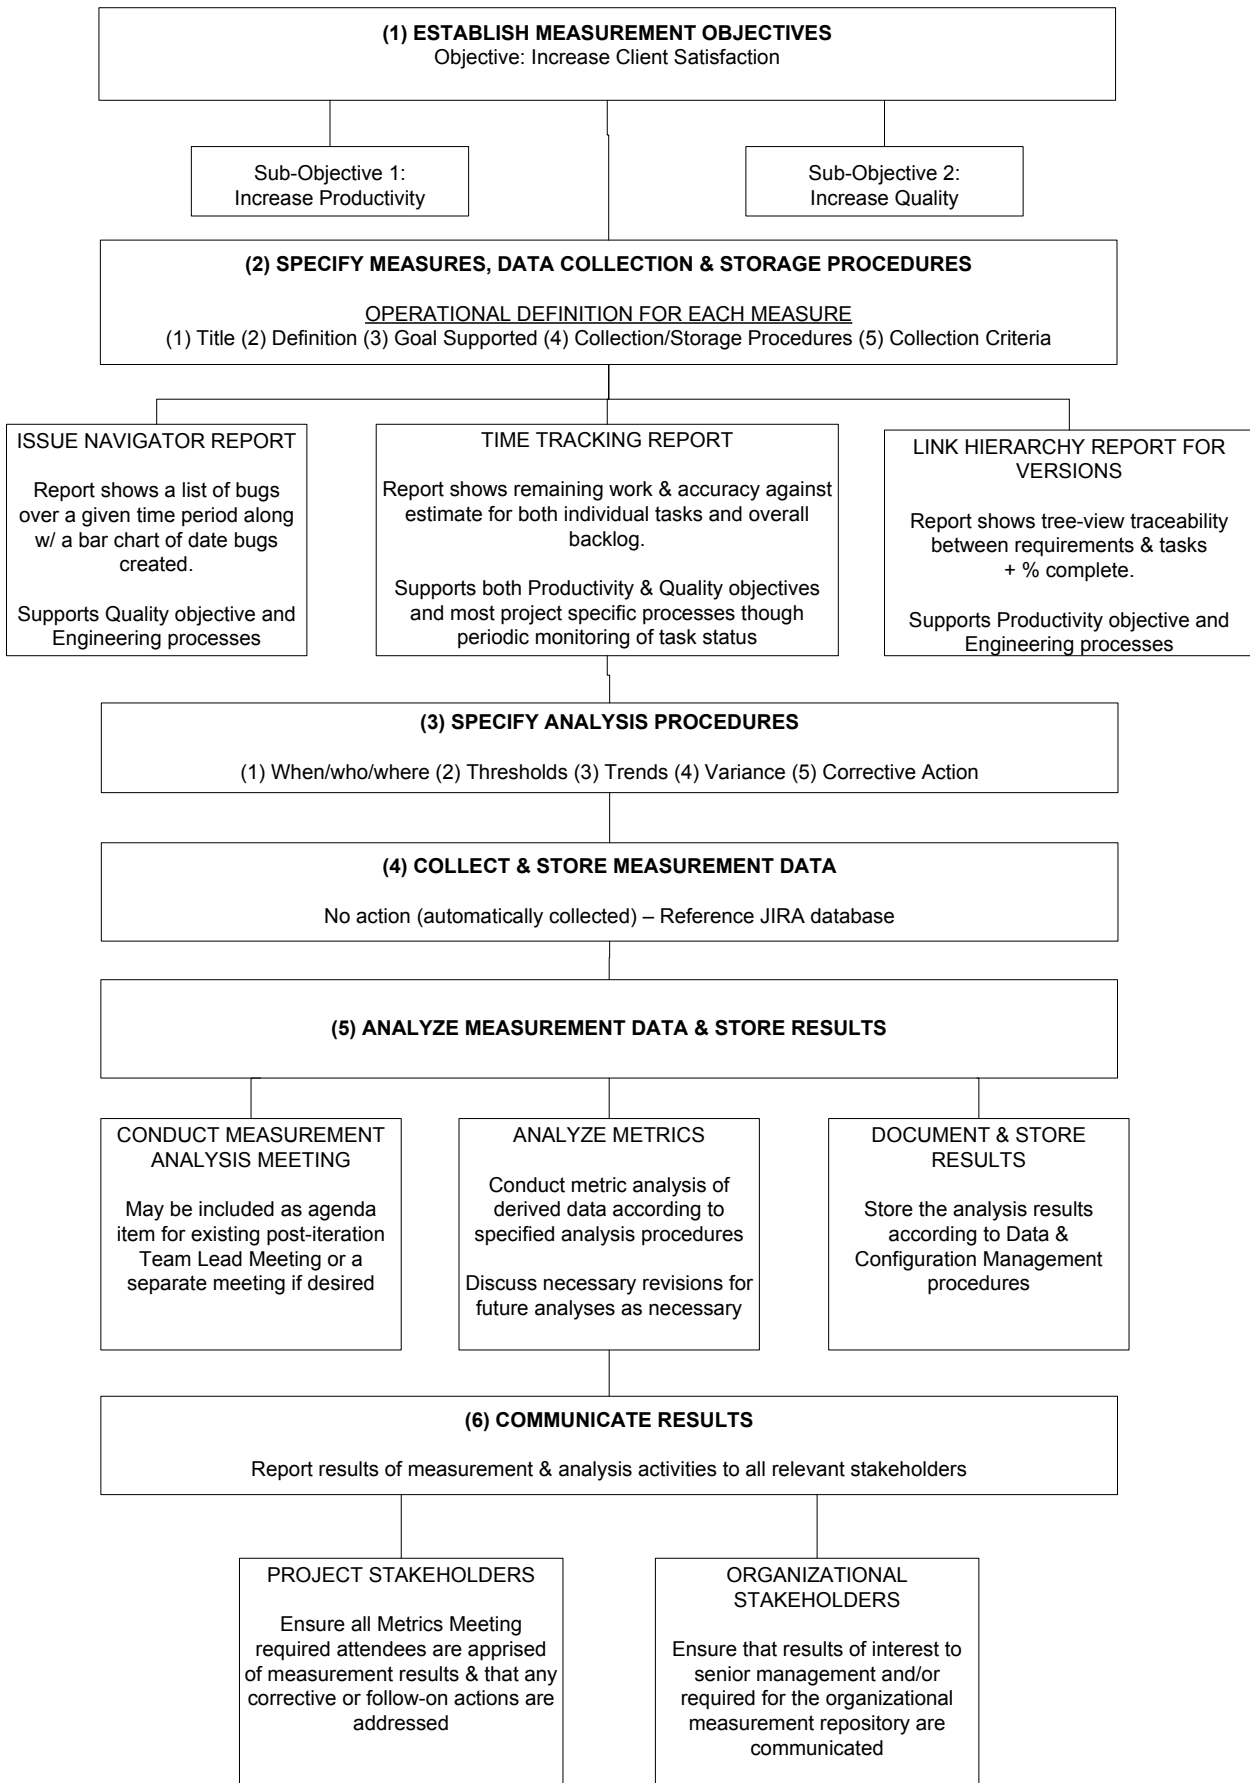 (1) ESTABLISH MEASUREMENT OBJECTIVES
Objective: Increase Client Satisfaction
Sub-Objective 1:
Increase Productivity
Sub-Objective 2:
Increase Quality
(2) SPECIFY MEASURES, DATA COLLECTION & STORAGE PROCEDURES
OPERATIONAL DEFINITION FOR EACH MEASURE
(1) Title (2) Definition (3) Goal Supported (4) Collection/Storage Procedures (5) Collection Criteria
ISSUE NAVIGATOR REPORT
Report shows a list of bugs
over a given time period along
w/ a bar chart of date bugs
created.
Supports Quality objective and
Engineering processes
TIME TRACKING REPORT
Report shows remaining work & accuracy against
estimate for both individual tasks and overall
backlog.
Supports both Productivity & Quality objectives
and most project specific processes though
periodic monitoring of task status
LINK HIERARCHY REPORT FOR
VERSIONS
Report shows tree-view traceability
between requirements & tasks
+ % complete.
Supports Productivity objective and
Engineering processes
(3) SPECIFY ANALYSIS PROCEDURES
(1) When/who/where (2) Thresholds (3) Trends (4) Variance (5) Corrective Action
(4) COLLECT & STORE MEASUREMENT DATA
No action (automatically collected) – Reference JIRA database
(5) ANALYZE MEASUREMENT DATA & STORE RESULTS
CONDUCT MEASUREMENT
ANALYSIS MEETING
May be included as agenda
item for existing post-iteration
Team Lead Meeting or a
separate meeting if desired
ANALYZE METRICS
Conduct metric analysis of
derived data according to
specified analysis procedures
Discuss necessary revisions for
future analyses as necessary
DOCUMENT & STORE
RESULTS
Store the analysis results
according to Data &
Configuration Management
procedures
(6) COMMUNICATE RESULTS
Report results of measurement & analysis activities to all relevant stakeholders
PROJECT STAKEHOLDERS
Ensure all Metrics Meeting
required attendees are apprised
of measurement results & that any
corrective or follow-on actions are
addressed
ORGANIZATIONAL
STAKEHOLDERS
Ensure that results of interest to
senior management and/or
required for the organizational
measurement repository are
communicated